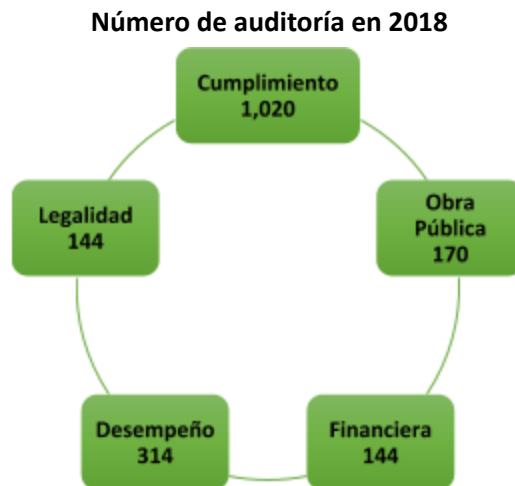 Número de auditoría en 2018
Cumplimiento
1,020
Obra
Pública
170
Financiera
144
Desempeño
314
Legalidad
144